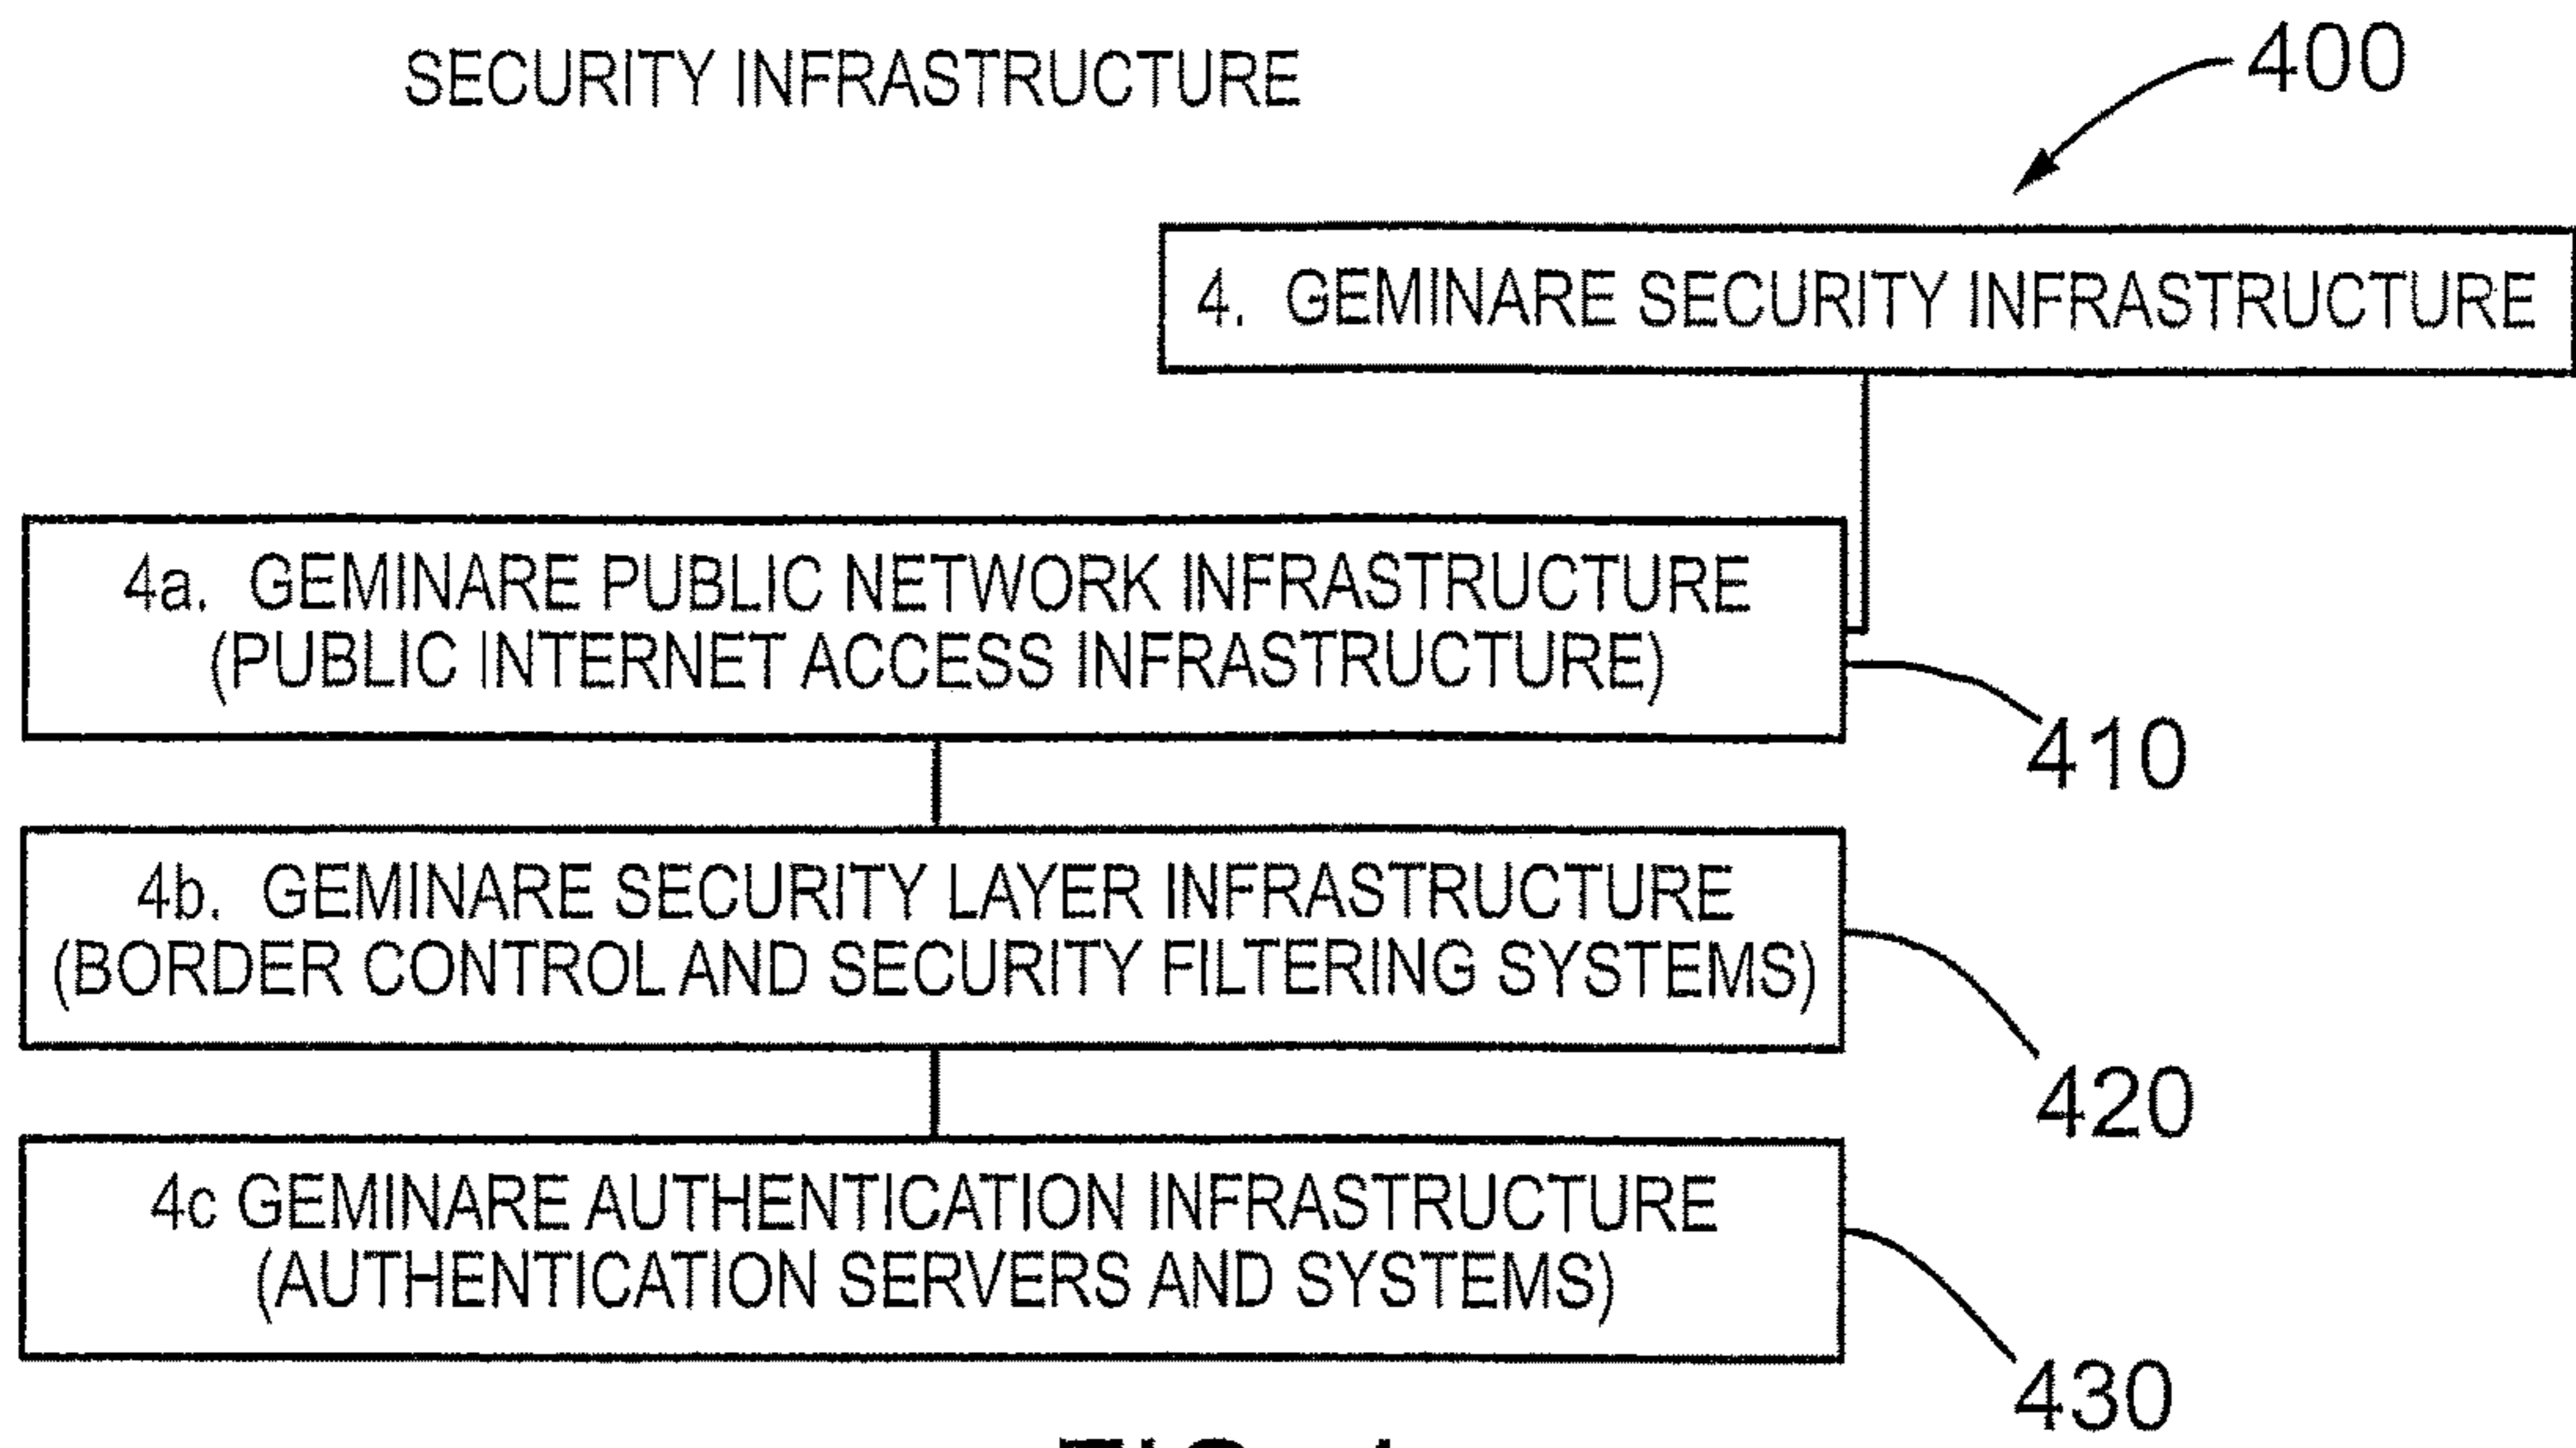 SECURITY INFRASTRUCTURE
400
4. GEMINARE SECURITY INFRASTRUCTURE
4a. GEMINARE PUBLIC NETWORK INFRASTRUCTURE
(PUBLIC INTERNET ACCESS INFRASTRUCTURE)
410
4b. GEMINARE SECURITY LAYER INFRASTRUCTURE
(BORDER CONTROL AND SECURITY FILTERING SYSTEMS)
420
4c GEMINARE AUTHENTICATION INFRASTRUCTURE
(AUTHENTICATION SERVERS AND SYSTEMS)
430